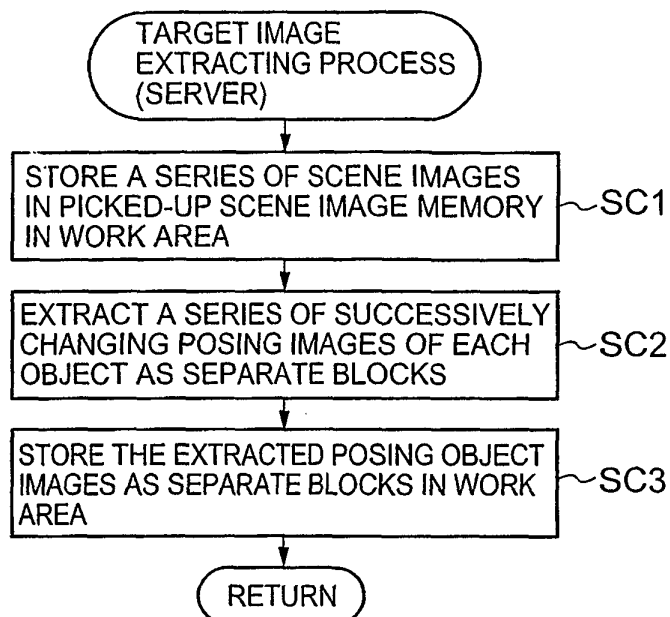 TARGET IMAGE
EXTRACTING PROCESS
(SERVER)
STORE A SERIES OF SCENE IMAGES
IN PICKED-UP SCENE IMAGE MEMORY
IN WORK AREA
SC1
EXTRACT A SERIES OF SUCCESSIVELY
CHANGING POSING IMAGES OF EACH
OBJECT AS SEPARATE BLOCKS
SC2
STORE THE EXTRACTED POSING OBJECT
IMAGES AS SEPARATE BLOCKS IN WORK
AREA
SC3
RETURN